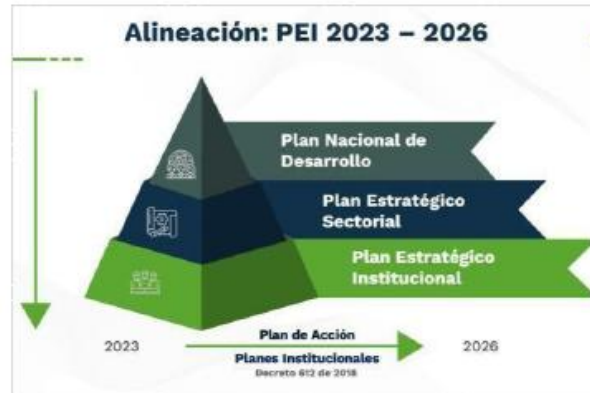 Alineación: PEI 2023 – 2026
Plan Nacional de
Desarrollo
Plan Estratégico
Sectorial
Plan Estratégico
Institucional
2023
Plan de Acción
Planes Institucionales
Decreto 612 de 2018
2026